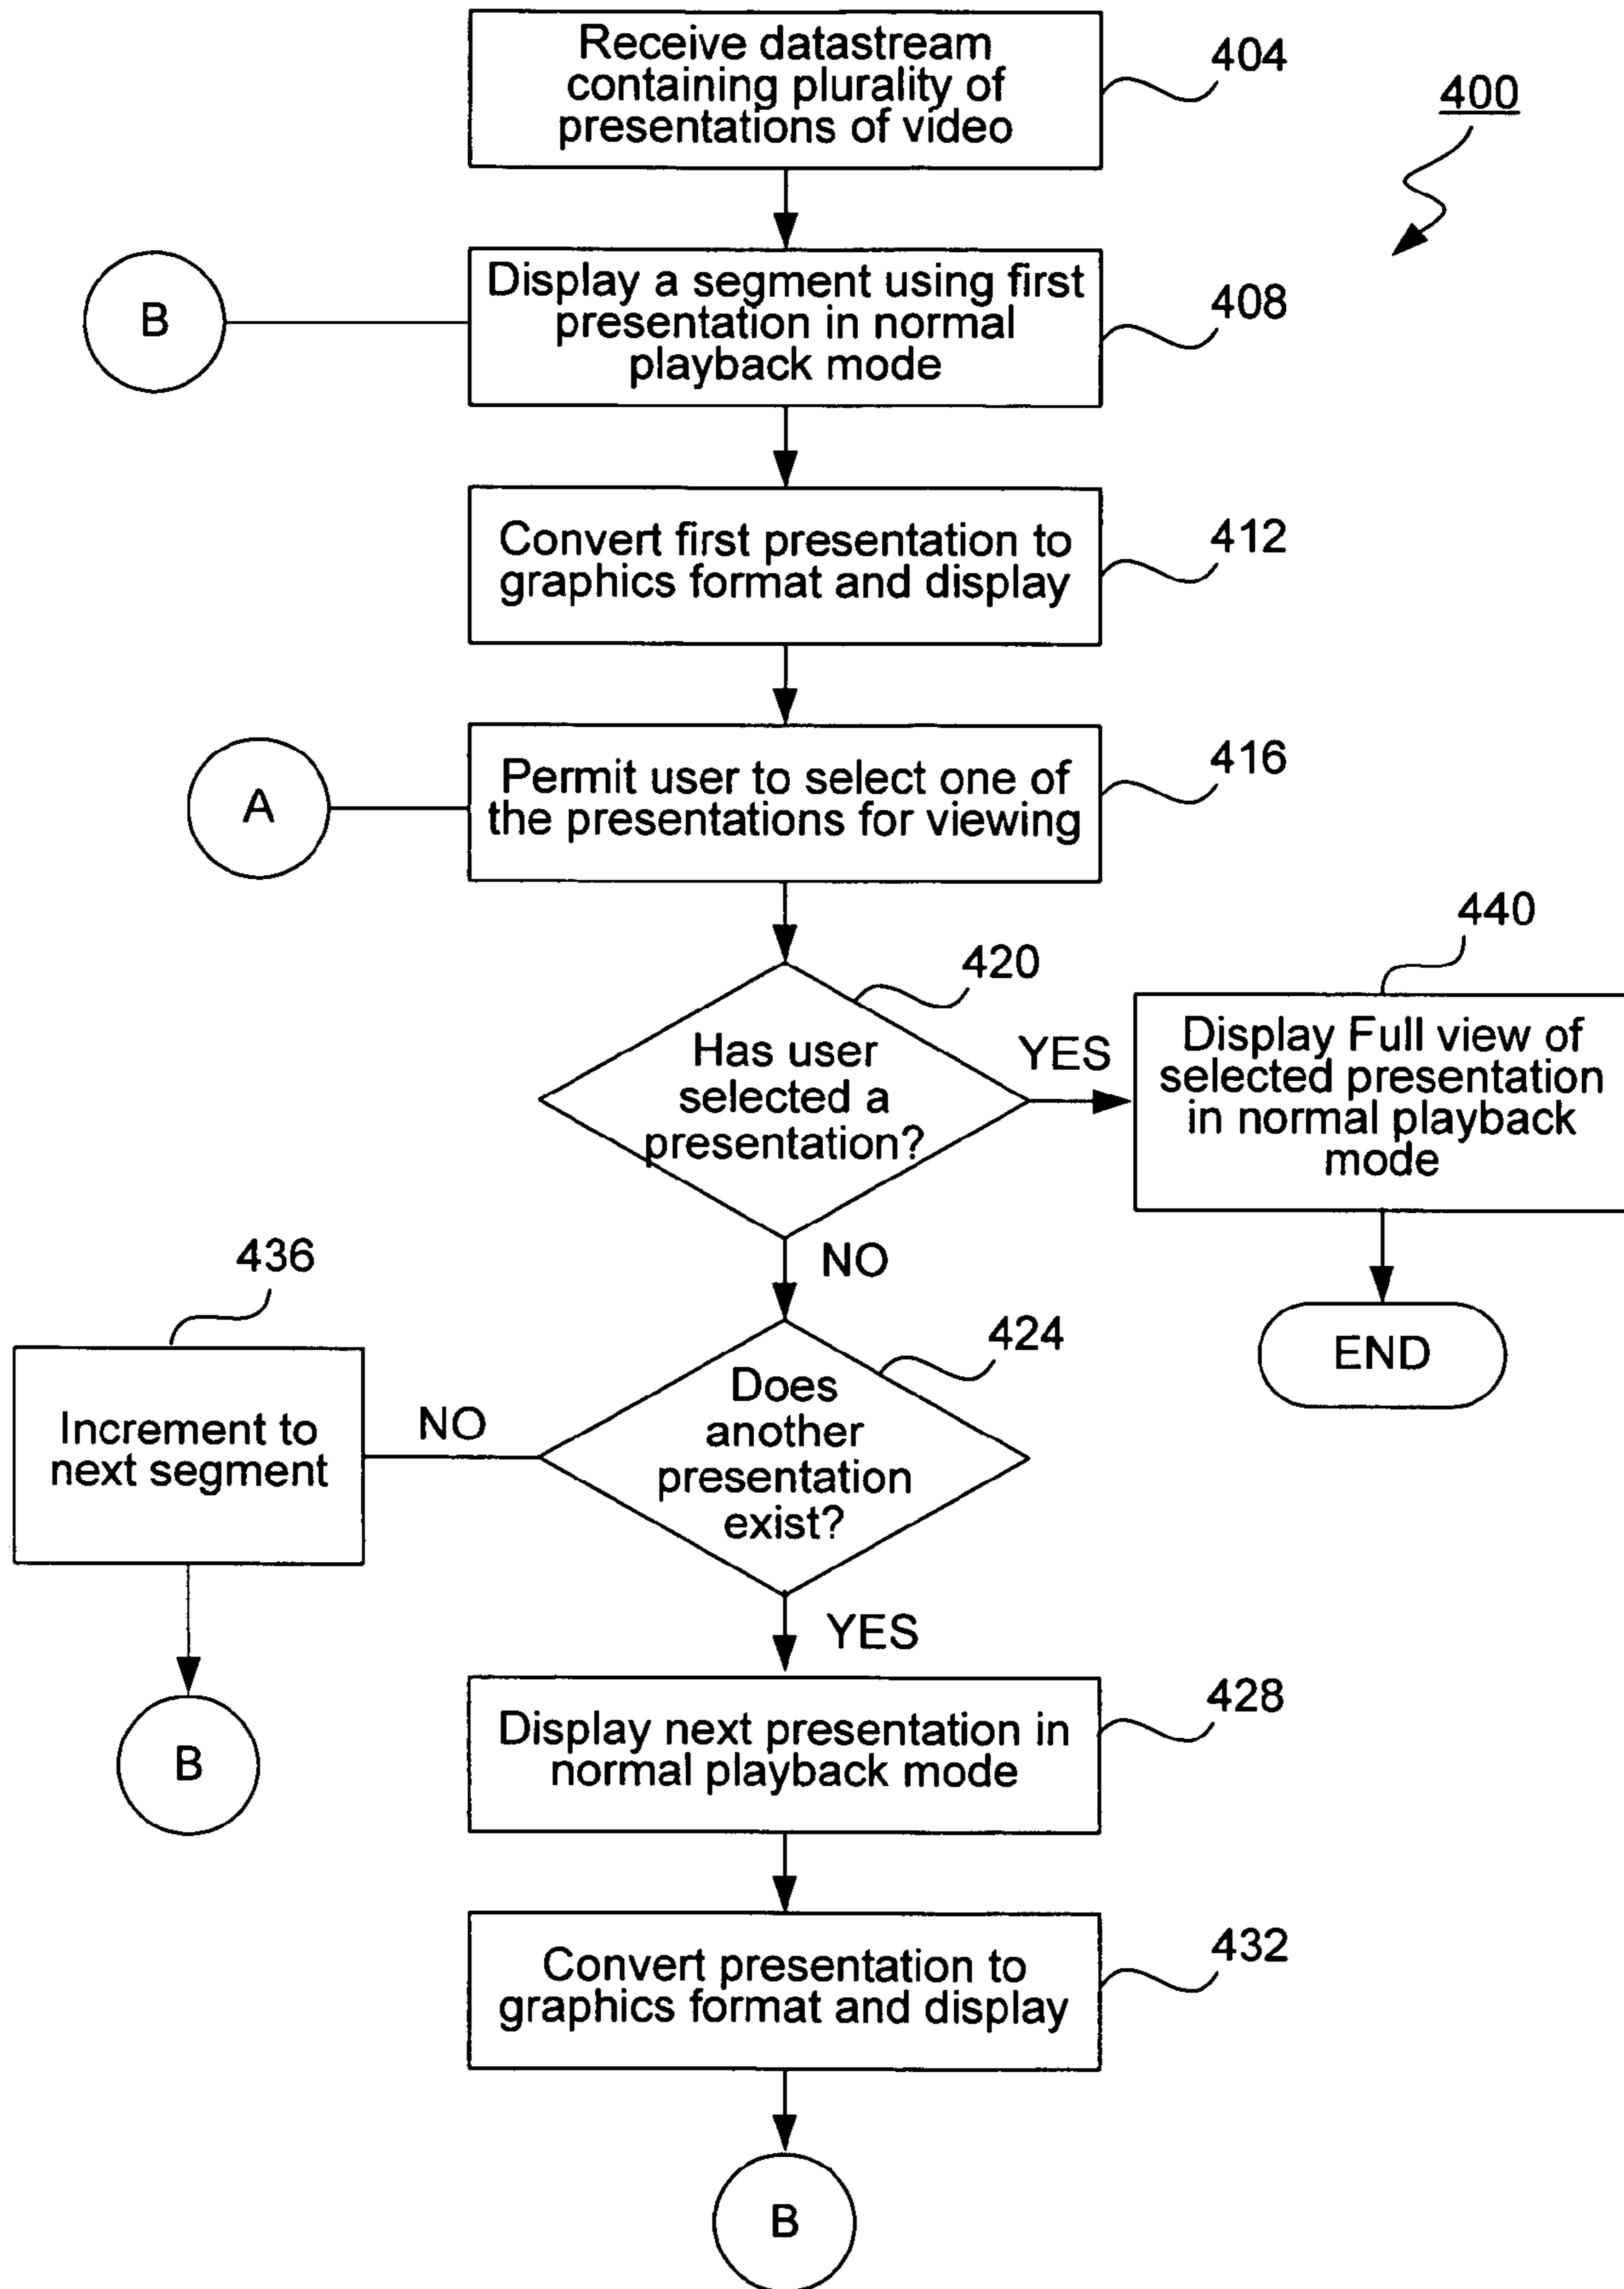 Receive datastream
containing plurality of
presentations of video
404
400
B
Display a segment using first
presentation in normal
playback mode
408
Convert first presentation to
graphics format and display
412
A
Permit user to select one of
the presentations for viewing
416
420
Has user
selected a
presentation?
YES
440
Display Full view of
selected presentation
in normal playback
mode
END
NO
424
Does
another
presentation
exist?
NO
436
Increment to
next segment
B
YES
Display next presentation in
normal playback mode
428
Convert presentation to
graphics format and display
432
B